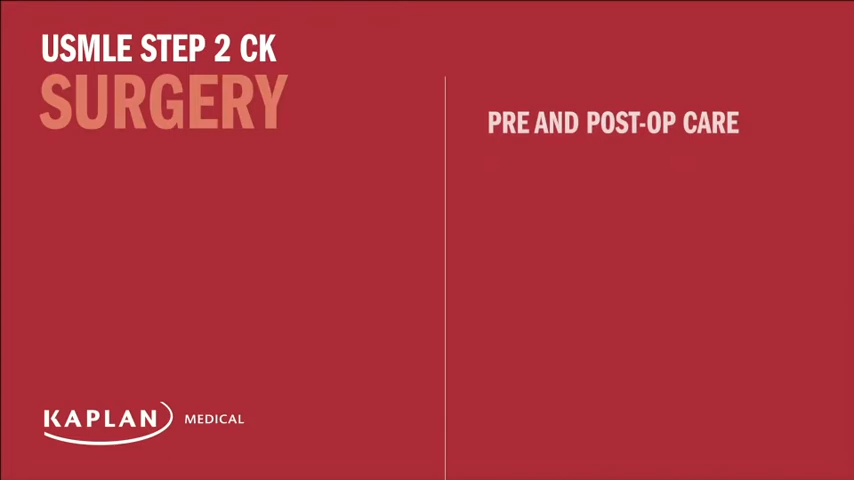 USMLE STEP 2 CK
SURGERY
PRE AND POST-OP CARE
KAPLAN MEDICAL